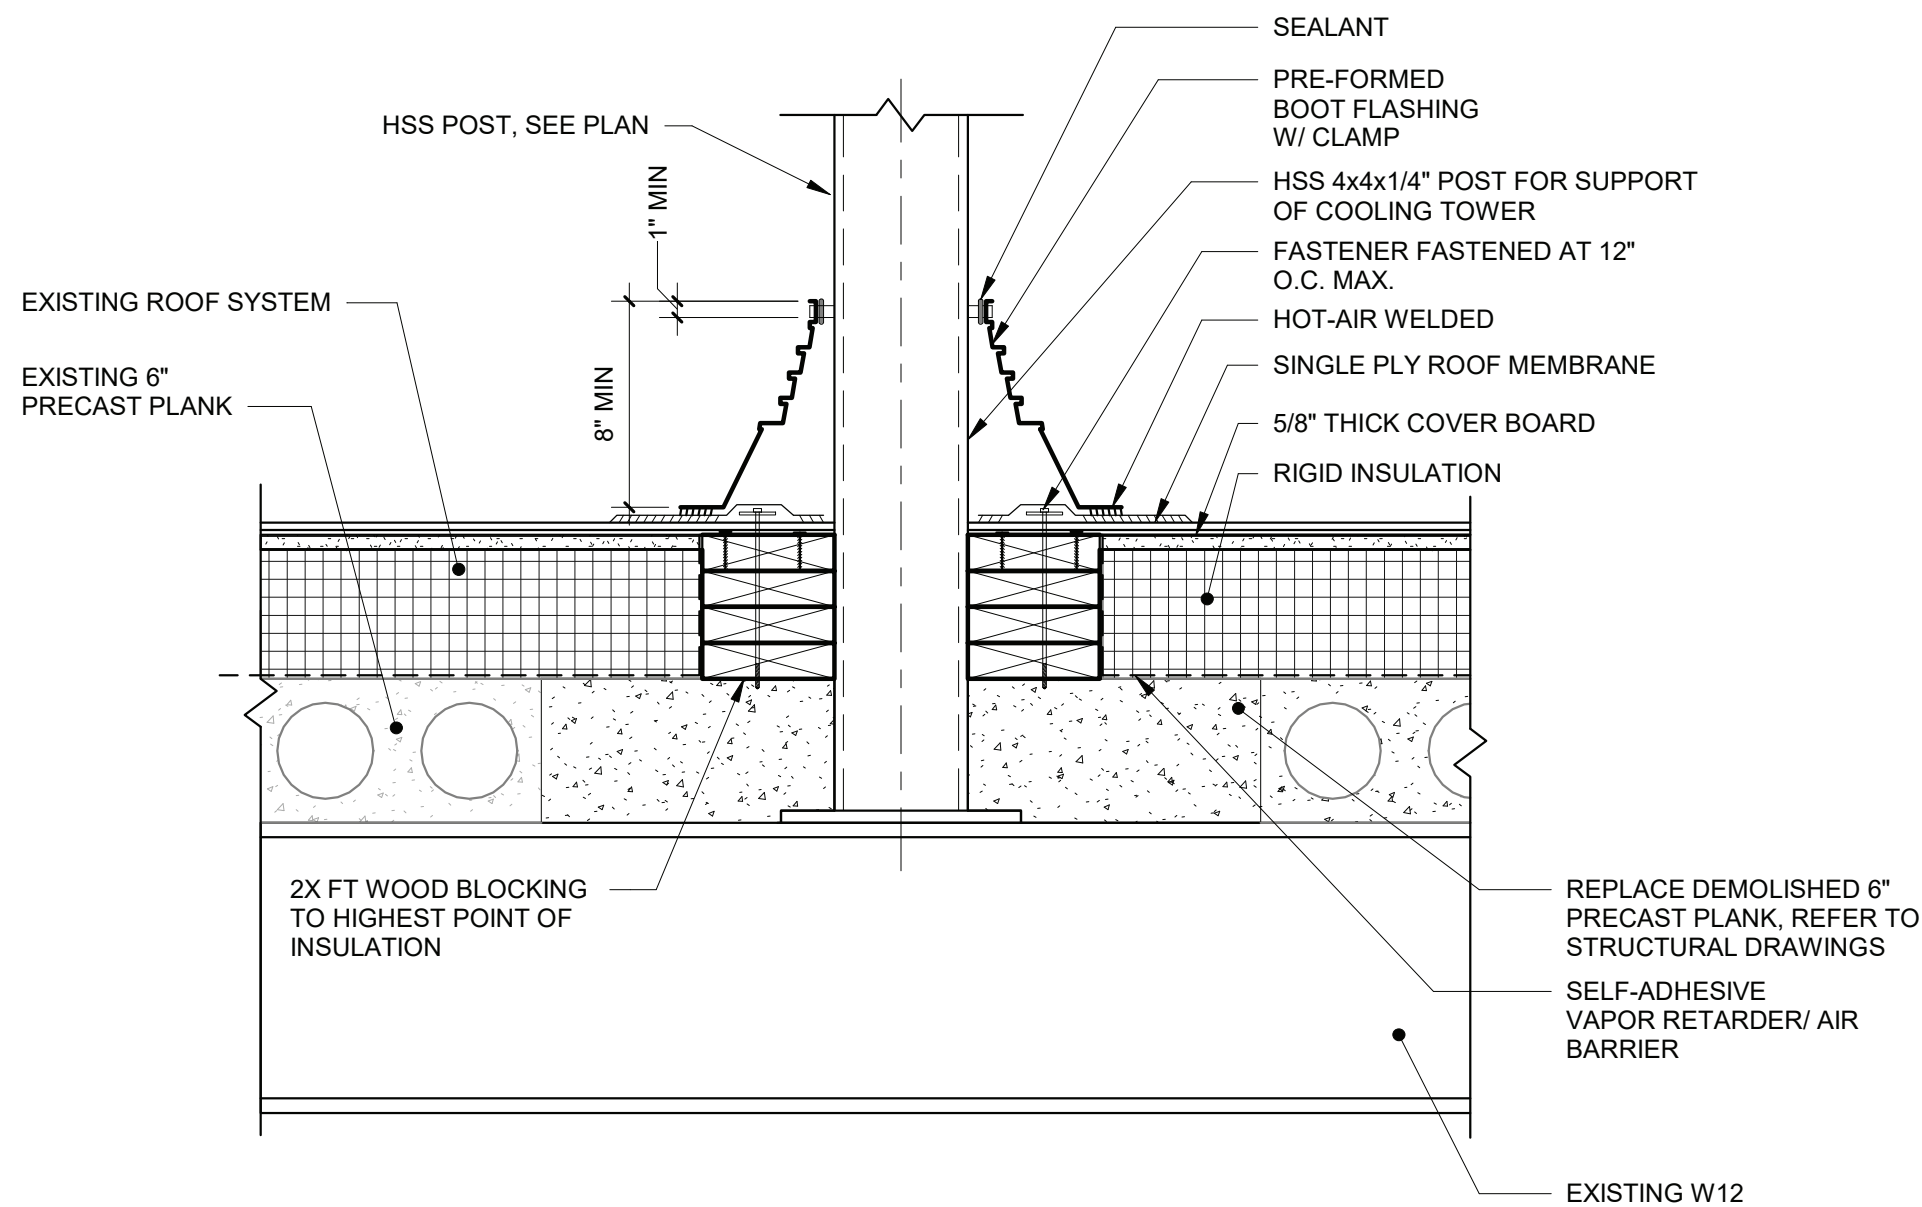 SEALANT
PRE-FORMED
BOOT FLASHING
W/ CLAMP
HSS POST, SEE PLAN
1" MIN
HSS 4x4x1/4" POST FOR SUPPORT
OF COOLING TOWER
FASTENER FASTENED AT 12"
O.C. MAX.
EXISTING ROOF SYSTEM
HOT-AIR WELDED
SINGLE PLY ROOF MEMBRANE
EXISTING 6"
PRECAST PLANK
8" MIN
5/8" THICK COVER BOARD
RIGID INSULATION
2X FT WOOD BLOCKING
TO HIGHEST POINT OF
INSULATION
REPLACE DEMOLISHED 6"
PRECAST PLANK, REFER TO
STRUCTURAL DRAWINGS
SELF-ADHESIVE
VAPOR RETARDER/ AIR
BARRIER
EXISTING W12